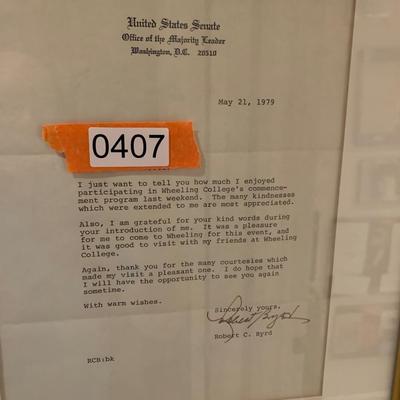 United States Senate
Office of the Majority Leader
Washington, D.C. 20510
May 21, 1979
0407
I just want to tell you how much I enjoyed
participating in Wheeling College's commence-
ment program last weekend. The many kindnesses
which were extended to me are most appreciated.
Also, I am grateful for your kind words during
your introduction of me. It was a pleasure
for me to come to Wheeling for this event, and
it was good to visit with my friends at Wheeling
College.
Again, thank you for the many courtesies which
made my visit a pleasant one. I do hope that
I will have the opportunity to see you again
sometime.
With warm wishes.
Sincerely yours,
Robert Byrd
Robert C. Byrd
RCB:bk